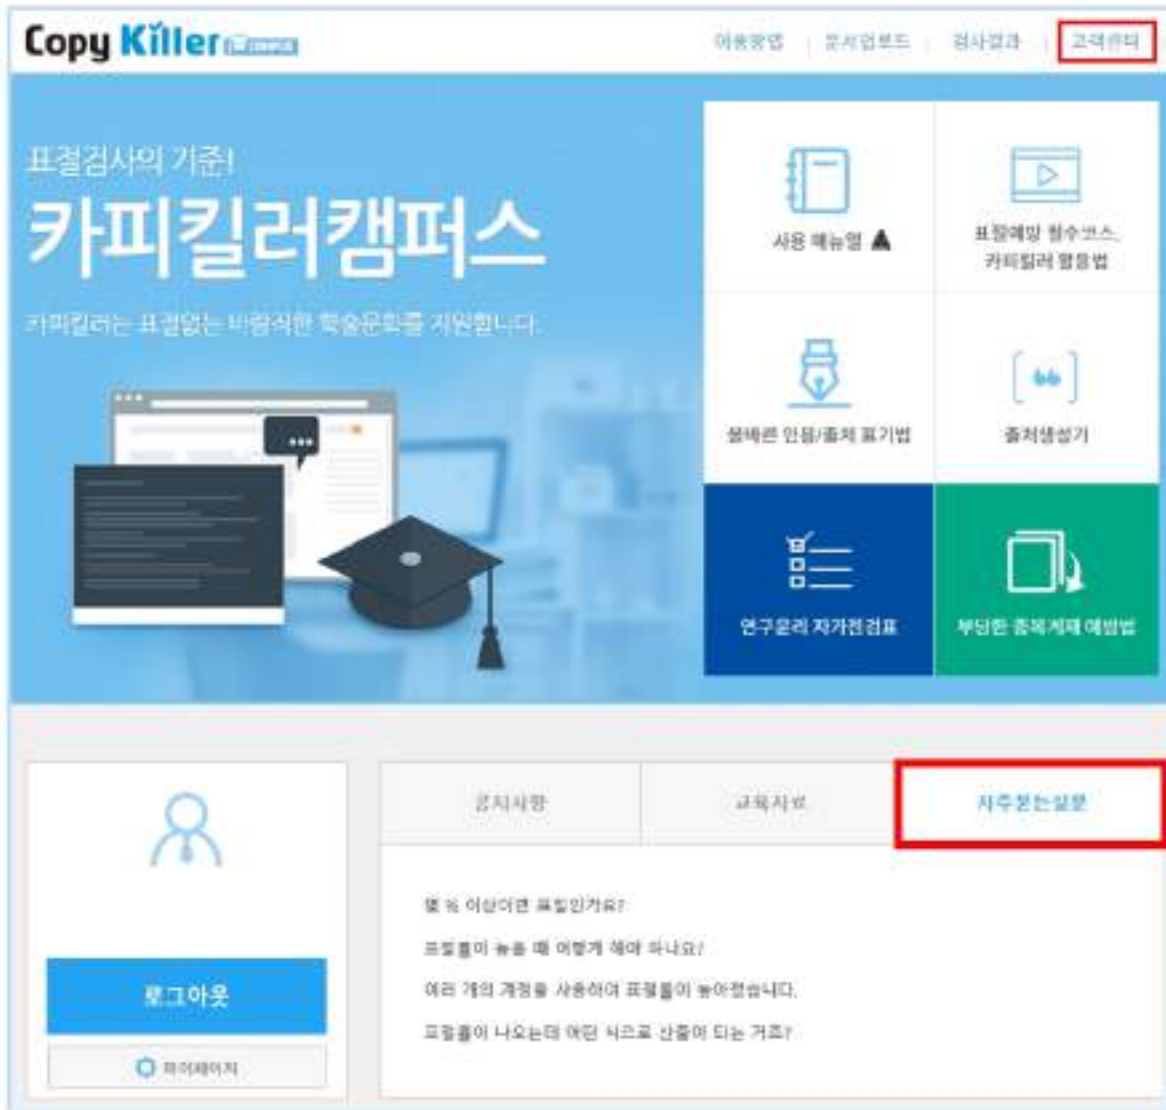 Copy Killer CAMPUS
이용방법 문서업로드 검사결과 고객센터
표절검사의 기준!
카피킬러캠퍼스
카피킬러는 표절없는 바람직한 학술문화를 지원합니다.
사용 매뉴얼
표절예방 필수코스,
카피킬러 활용법
올바른 인용/출처 표기법
출처생성기
연구윤리 자가점검표
부당한 중복게재 예방법
공지사항
교육자료
자주묻는질문
몇 % 이상이면 표절인가요?
표절률이 높을 때 어떻게 해야 하나요?
여러 개의 계정을 사용하여 표절률이 높아졌습니다.
표절률이 나오는데 어떤 식으로 산출이 되는 거죠?
로그아웃
마이페이지